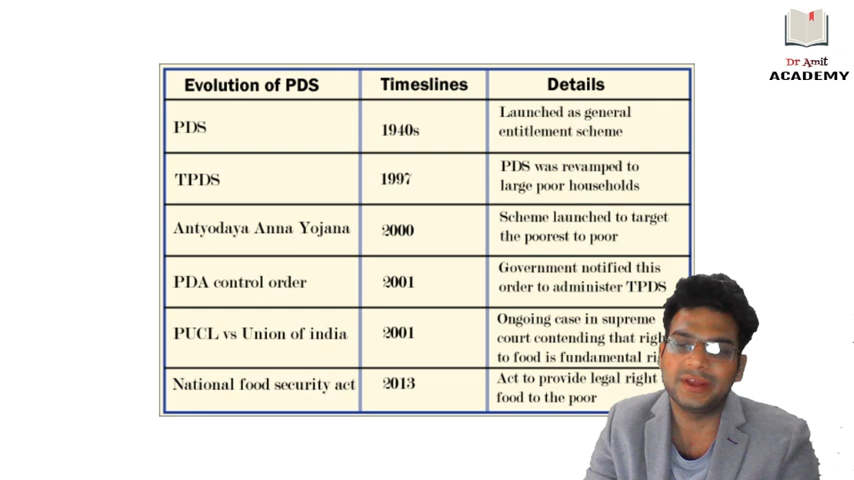 Dr Amit
ACADEMY
Evolution of PDS Timeslines Details
PDS 1940s Launched as general
entitlement scheme
TPDS 1997 PDS was revamped to
large poor households
Antyodaya Anna Yojana 2000 Scheme launched to target
the poorest to poor
PDA control order 2001 Government notified this
order to administer TPDS
PUCL vs Union of india 2001 Ongoing case in supreme
court contending that
to food is fundamental
National food security act 2013 Act to provide legal right
food to the poor